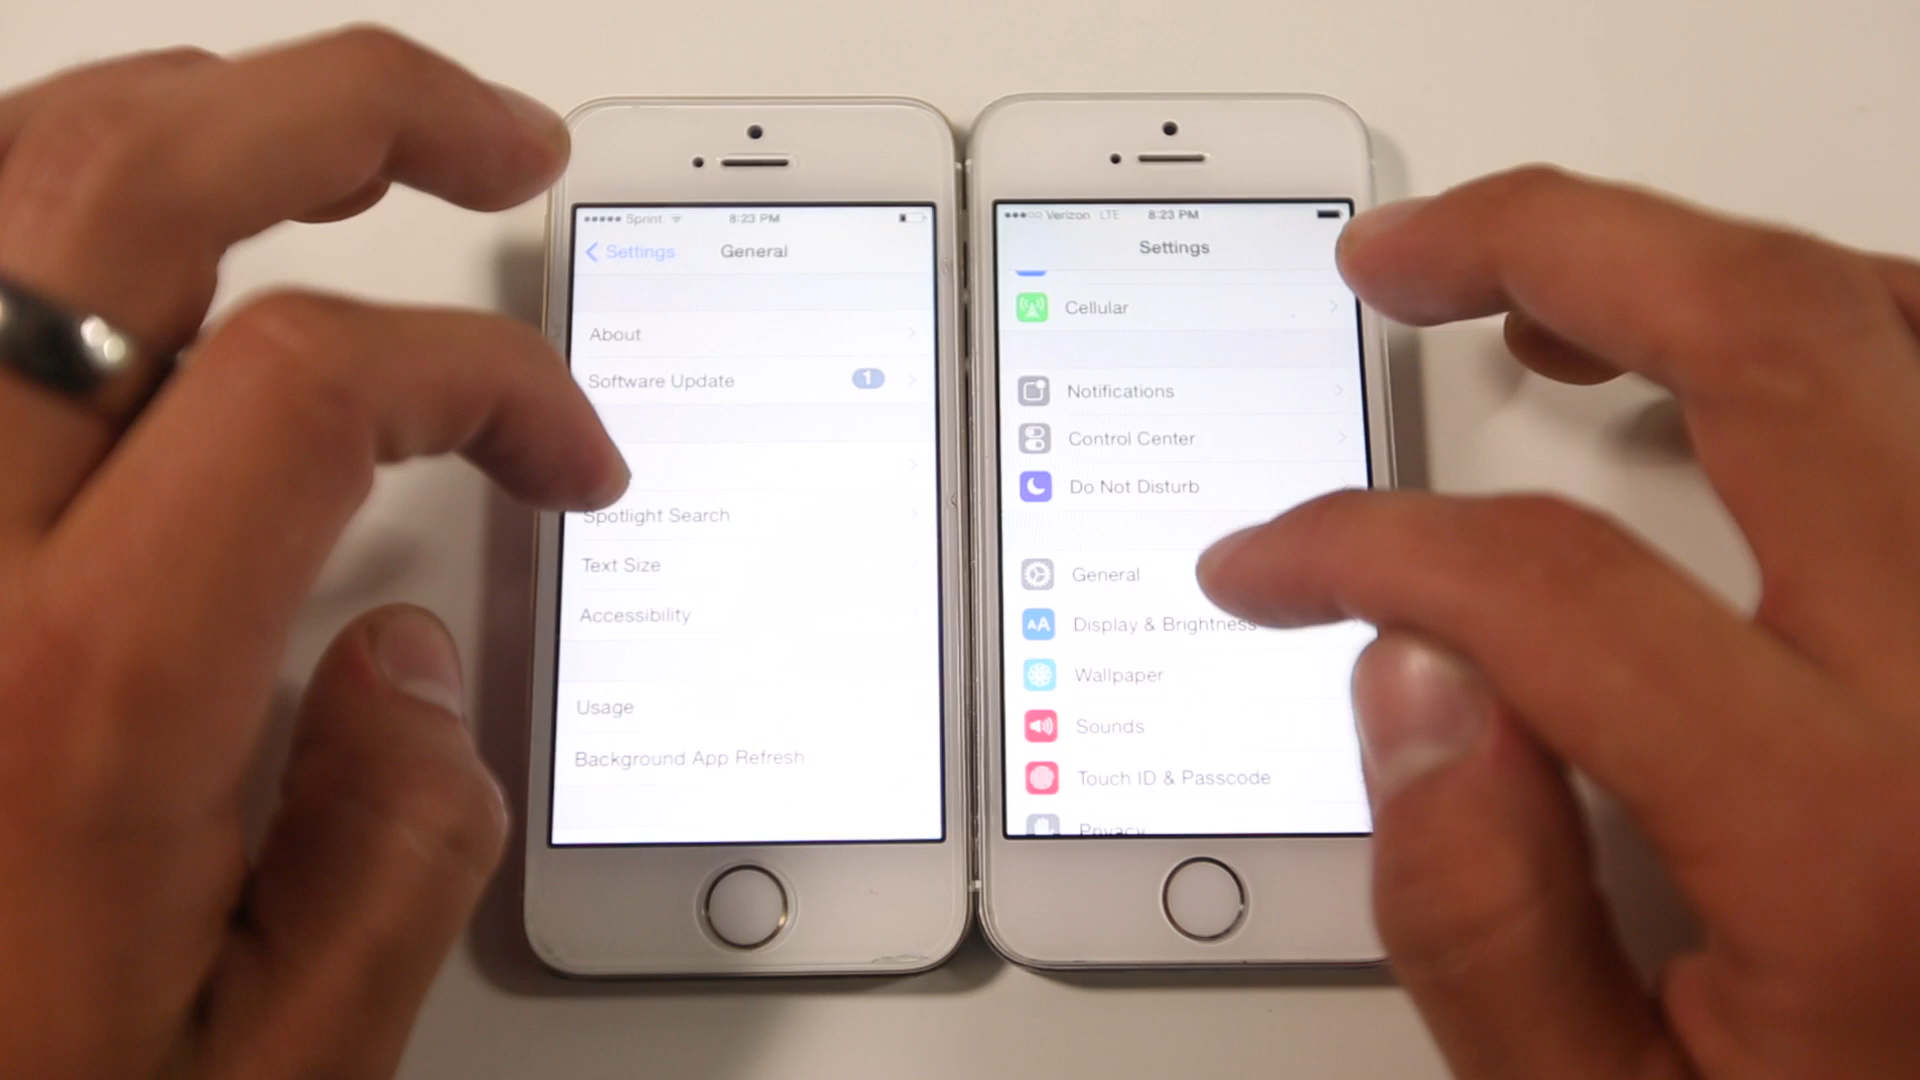 Sprint 8:23 PM
Settings General
About
Software Update 1
Spotlight Search
Text Size
Accessibility
Usage
Background App Refresh
Verizon LTE 8:23 PM
Settings
Cellular
Notifications
Control Center
Do Not Disturb
General
AA Display & Brightness
Wallpaper
Sounds
Touch ID & Passcode
Privacy